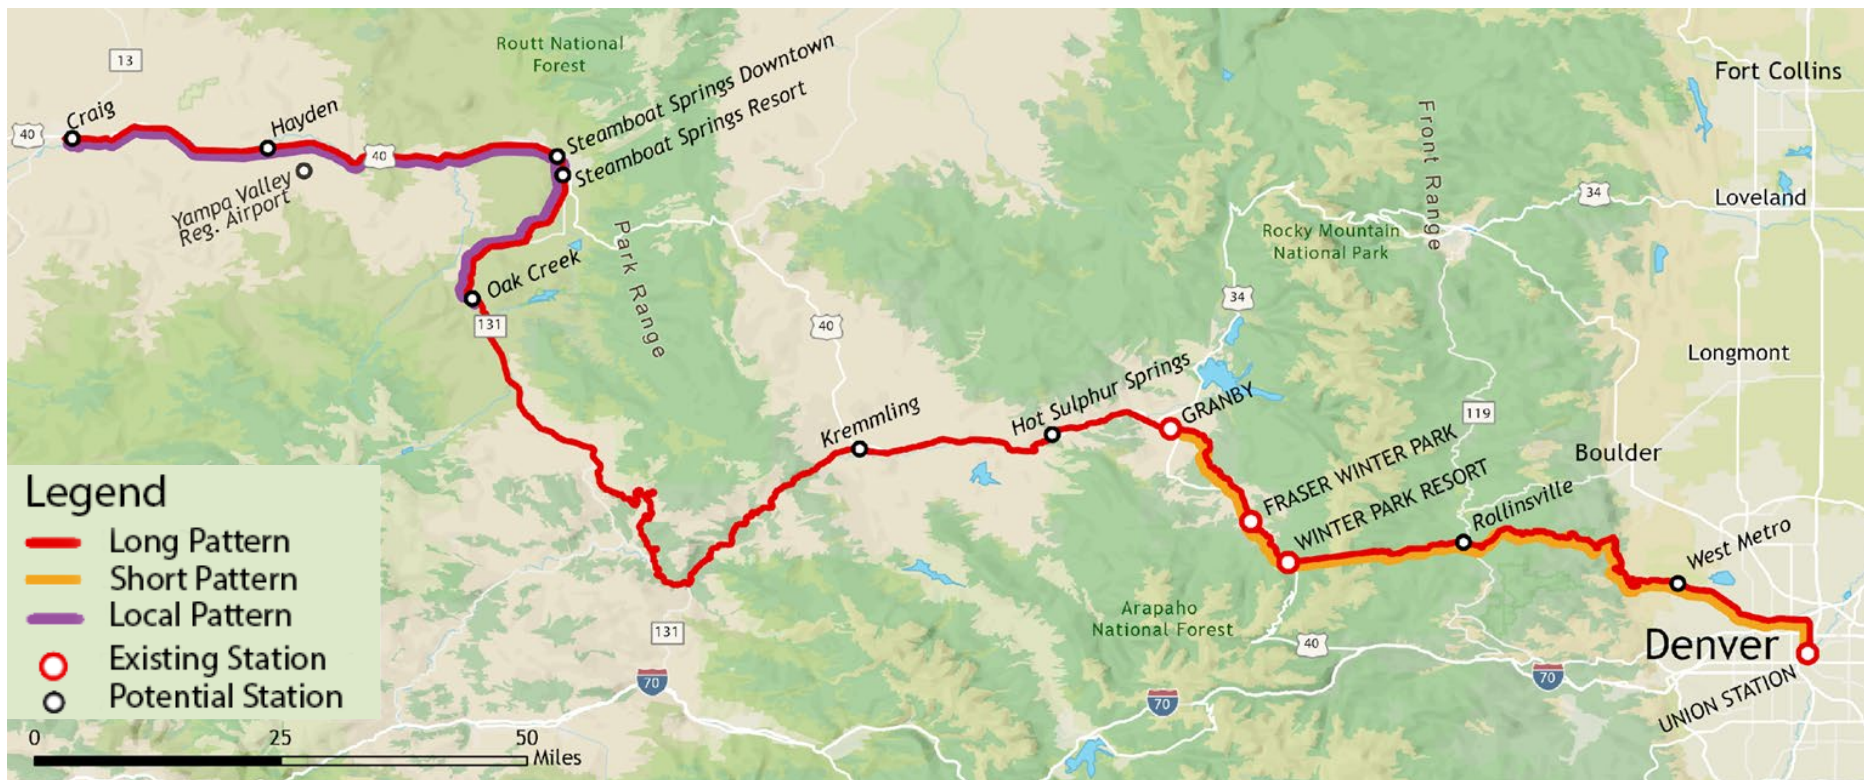 Routt National
Forest
13
Steamboat Springs Downtown
Steamboat Springs Resort
Fort Collins
Craig
40
Hayden
40
Yampa Valley
Reg. Airport
Front Range
34
Loveland
Rocky Mountain
National Park
Park Range
Oak Creek
131
40
34
Longmont
Hot Sulphur Springs
GRANBY
Kremmling
119
Boulder
FRASER WINTER PARK
WINTER PARK RESORT
Rollinsville
West Metro
Legend
Long Pattern
Short Pattern
Local Pattern
Existing Station
Potential Station
131
70
Arapaho
National Forest
40
70
70
Denver
UNION STATION
0 25 50 Miles